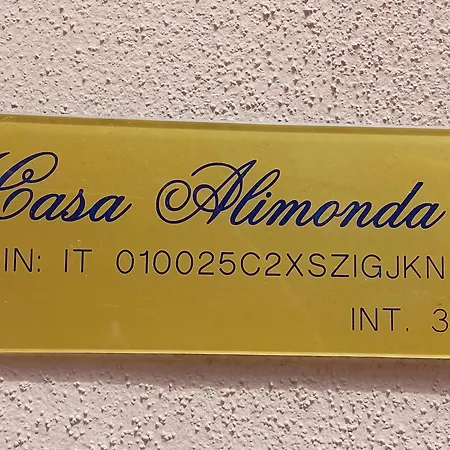 Casa Alimonda
IN: IT 010025C2XSZIGJKN
INT. 3